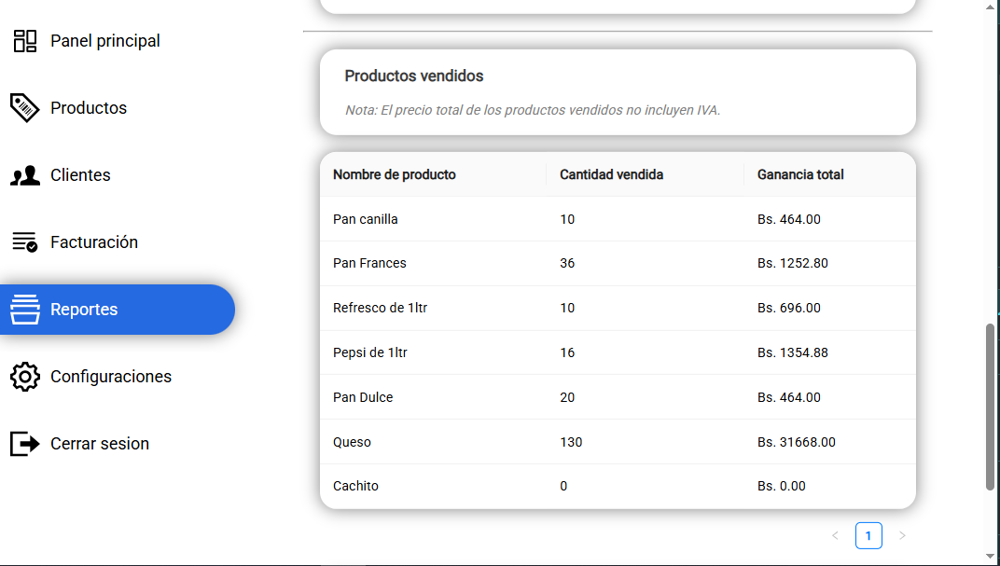 Panel principal
Productos
Clientes
Facturación
Reportes
Configuraciones
Cerrar sesion
Productos vendidos
Nota: El precio total de los productos vendidos no incluyen IVA.
Nombre de producto Cantidad vendida Ganancia total
Pan canilla 10 Bs. 464.00
Pan Frances 36 Bs. 1252.80
Refresco de 1ltr 10 Bs. 696.00
Pepsi de 1ltr 16 Bs. 1354.88
Pan Dulce 20 Bs. 464.00
Queso 130 Bs. 31668.00
Cachito 0 Bs. 0.00
< 1 >